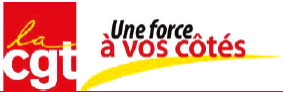 la
cgt
Une force
à vos côtés